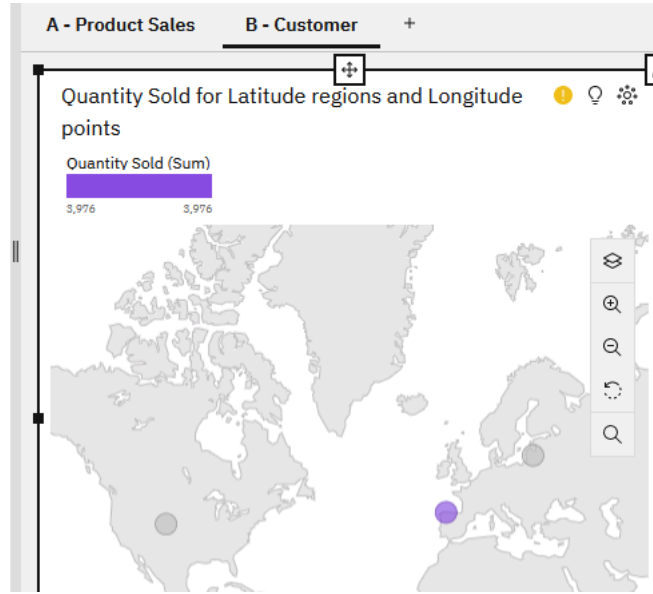 A - Product Sales B - Customer +
Quantity Sold for Latitude regions and Longitude
points
Quantity Sold (Sum)
3,976 3,976